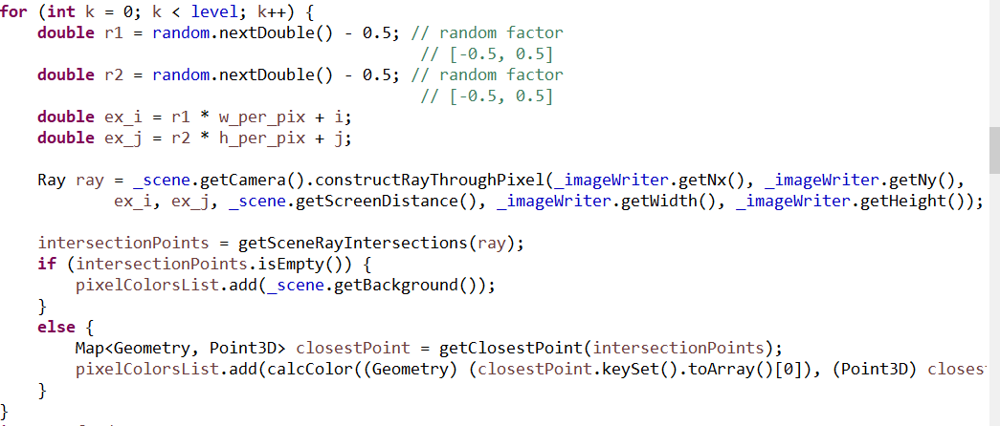 for (int k = 0; k < level; k++) {
    double r1 = random.nextDouble() - 0.5; // random factor
                                            // [-0.5, 0.5]
    double r2 = random.nextDouble() - 0.5; // random factor
                                            // [-0.5, 0.5]
    double ex_i = r1 * w_per_pix + i;
    double ex_j = r2 * h_per_pix + j;

    Ray ray = _scene.getCamera().constructRayThroughPixel(_imageWriter.getNx(), _imageWriter.getNy(),
            ex_i, ex_j, _scene.getScreenDistance(), _imageWriter.getWidth(), _imageWriter.getHeight());

    intersectionPoints = getSceneRayIntersections(ray);
    if (intersectionPoints.isEmpty()) {
        pixelColorsList.add(_scene.getBackground());
    }
    else {
        Map<Geometry, Point3D> closestPoint = getClosestPoint(intersectionPoints);
        pixelColorsList.add(calcColor((Geometry) (closestPoint.keySet().toArray()[0]), (Point3D) closes
    }
}